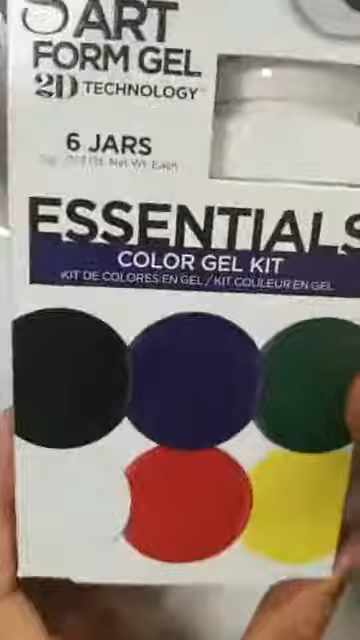 ART
FORM GEL
2D TECHNOLOGY
6 JARS
Net Wt. Each
ESSENTIALS
COLOR GEL KIT
KIT DE COLORES EN GEL / KIT COULEUR EN GEL